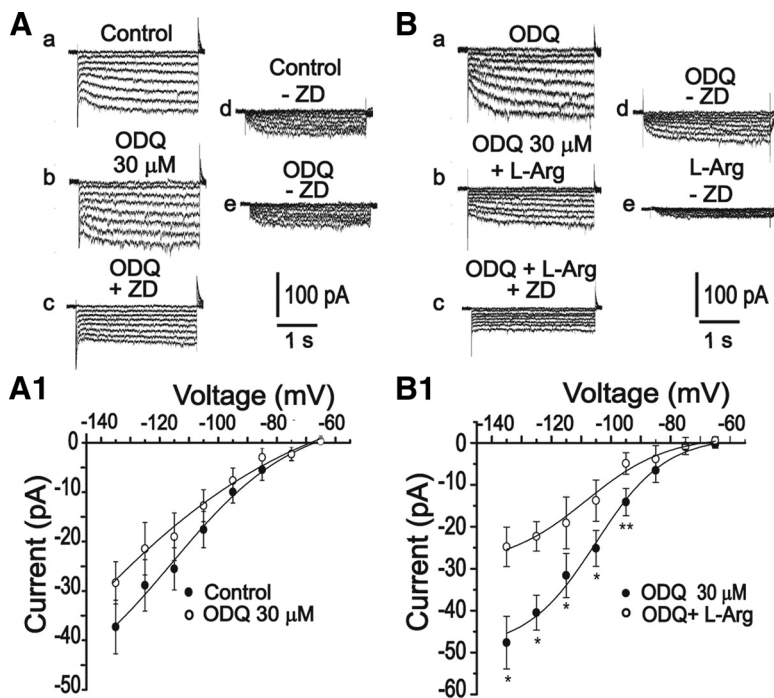 A
a
Control
Control
- ZD
d
ODQ
30 µM
b
ODQ
- ZD
e
ODQ
+ ZD
c
100 pA
1 s
B
a
ODQ
ODQ
- ZD
d
ODQ 30 µM
+ L-Arg
b
L-Arg
- ZD
e
ODQ + L-Arg
+ ZD
c
100 pA
1 s
A1
Voltage (mV)
-140 -120 -100 -80 -60
0
-10
-20
-30
-40
-50
Current (pA)
Control
ODQ 30 µM
B1
Voltage (mV)
-140 -120 -100 -80 -60
0
-10
-20
-30
-40
-50
-60
Current (pA)
**
*
*
*
*
ODQ 30 µM
ODQ+ L-Arg